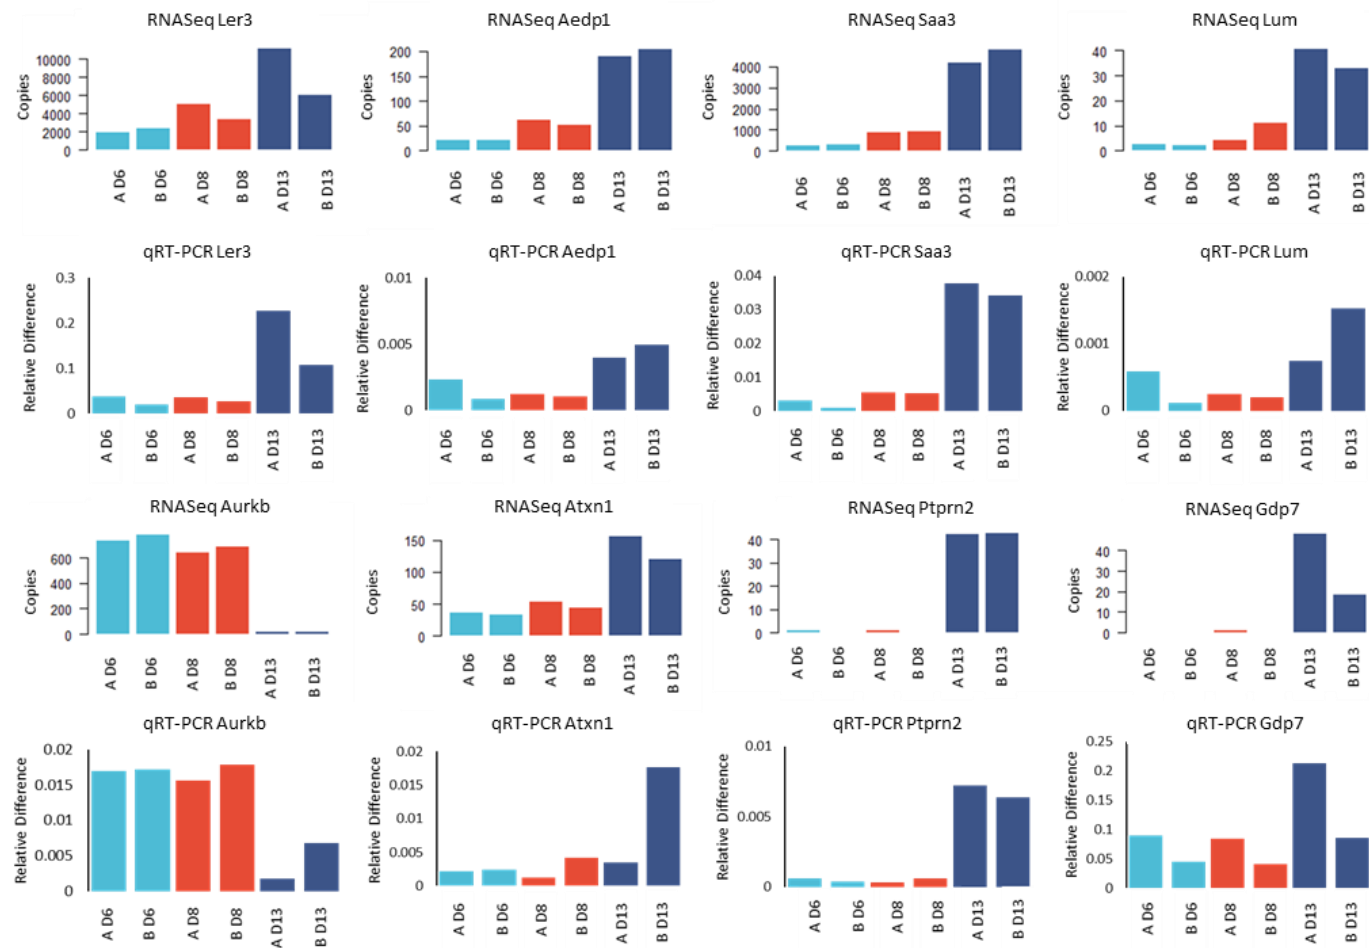 RNASeq Ler3
Copies
10000
8000
6000
4000
2000
0
A D6
B D6
A D8
B D8
A D13
B D13
RNASeq Aedp1
Copies
200
150
100
50
0
A D6
B D6
A D8
B D8
A D13
B D13
RNASeq Saa3
Copies
4000
3000
2000
1000
0
A D6
B D6
A D8
B D8
A D13
B D13
RNASeq Lum
Copies
40
30
20
10
0
A D6
B D6
A D8
B D8
A D13
B D13
qRT-PCR Ler3
Relative Difference
0.3
0.2
0.1
0
A D6
B D6
A D8
B D8
A D13
B D13
qRT-PCR Aedp1
Relative Difference
0.01
0.005
0
A D6
B D6
A D8
B D8
A D13
B D13
qRT-PCR Saa3
Relative Difference
0.04
0.03
0.02
0.01
0
A D6
B D6
A D8
B D8
A D13
B D13
qRT-PCR Lum
Relative Difference
0.002
0.001
0
A D6
B D6
A D8
B D8
A D13
B D13
RNASeq Aurkb
Copies
600
400
200
0
A D6
B D6
A D8
B D8
A D13
B D13
RNASeq Atxn1
Copies
150
100
50
0
A D6
B D6
A D8
B D8
A D13
B D13
RNASeq Ptprn2
Copies
40
30
20
10
0
A D6
B D6
A D8
B D8
A D13
B D13
RNASeq Gdp7
Copies
40
30
20
10
0
A D6
B D6
A D8
B D8
A D13
B D13
qRT-PCR Aurkb
Relative Difference
0.02
0.015
0.01
0.005
0
A D6
B D6
A D8
B D8
A D13
B D13
qRT-PCR Atxn1
Relative Difference
0.02
0.015
0.01
0.005
0
A D6
B D6
A D8
B D8
A D13
B D13
qRT-PCR Ptprn2
Relative Difference
0.01
0.005
0
A D6
B D6
A D8
B D8
A D13
B D13
qRT-PCR Gdp7
Relative Difference
0.25
0.2
0.15
0.1
0.05
0
A D6
B D6
A D8
B D8
A D13
B D13